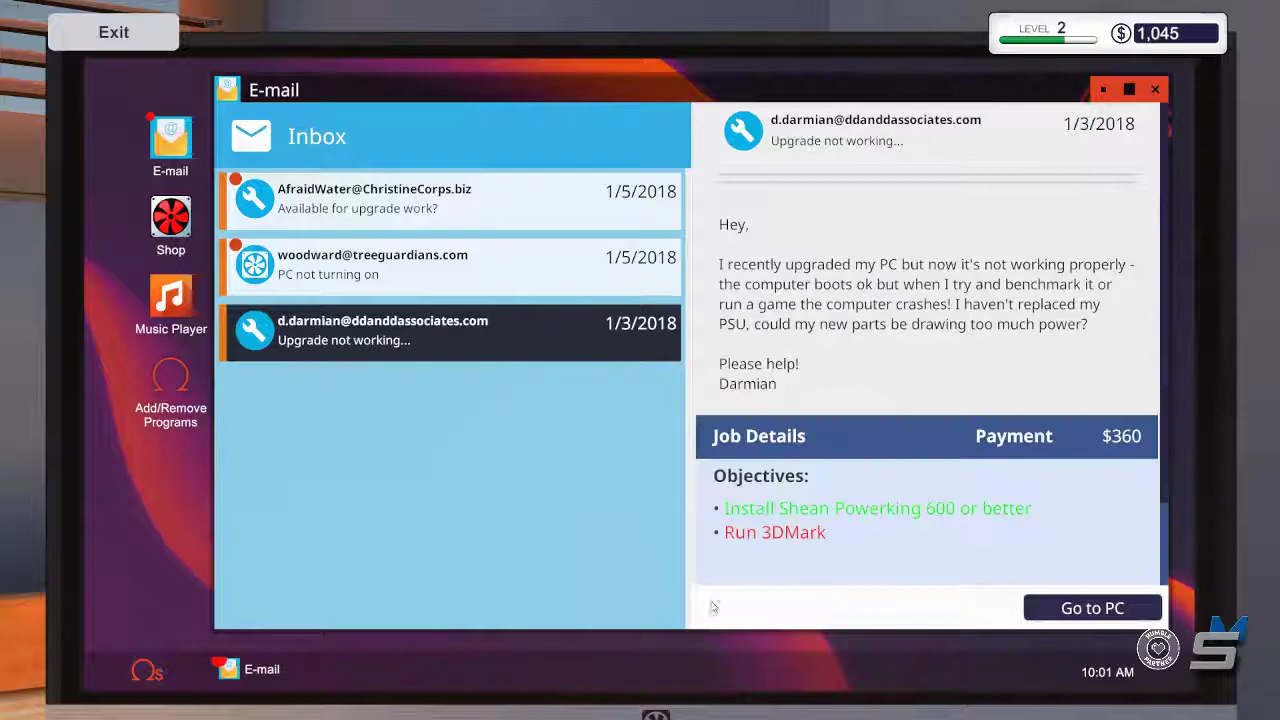 Exit
LEVEL 2
$ 1,045
E-mail
E-mail
Shop
Music Player
Add/Remove
Programs
Inbox
AfraidWater@ChristineCorps.biz 1/5/2018
Available for upgrade work?
woodward@treeguardians.com 1/5/2018
PC not turning on
d.darmian@ddanddassociates.com 1/3/2018
Upgrade not working...
d.darmian@ddanddassociates.com 1/3/2018
Upgrade not working...
Hey,
I recently upgraded my PC but now it's not working properly -
the computer boots ok but when I try and benchmark it or
run a game the computer crashes! I haven't replaced my
PSU, could my new parts be drawing too much power?
Please help!
Darmian
Job Details Payment $360
Objectives:
• Install Shean Powerking 600 or better
• Run 3DMark
Go to PC
Ωs
E-mail
10:01 AM
HUMBLE
PARTNER
MS